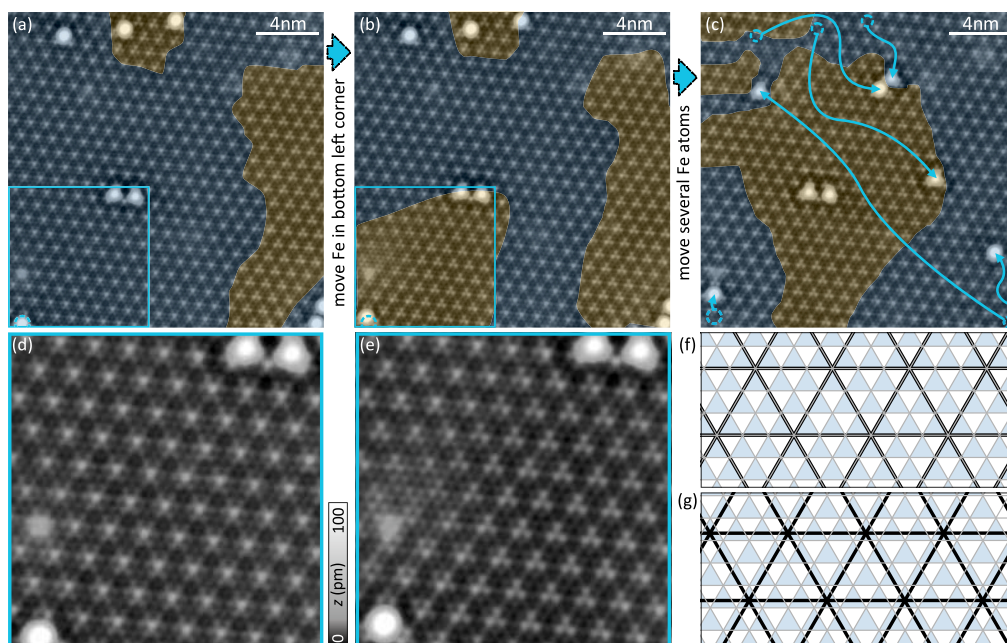 (a)
4nm
move Fe in bottom left corner
(b)
4nm
move several Fe atoms
(c)
4nm
(d)
0 z (pm) 100
(e)
(f)
(g)